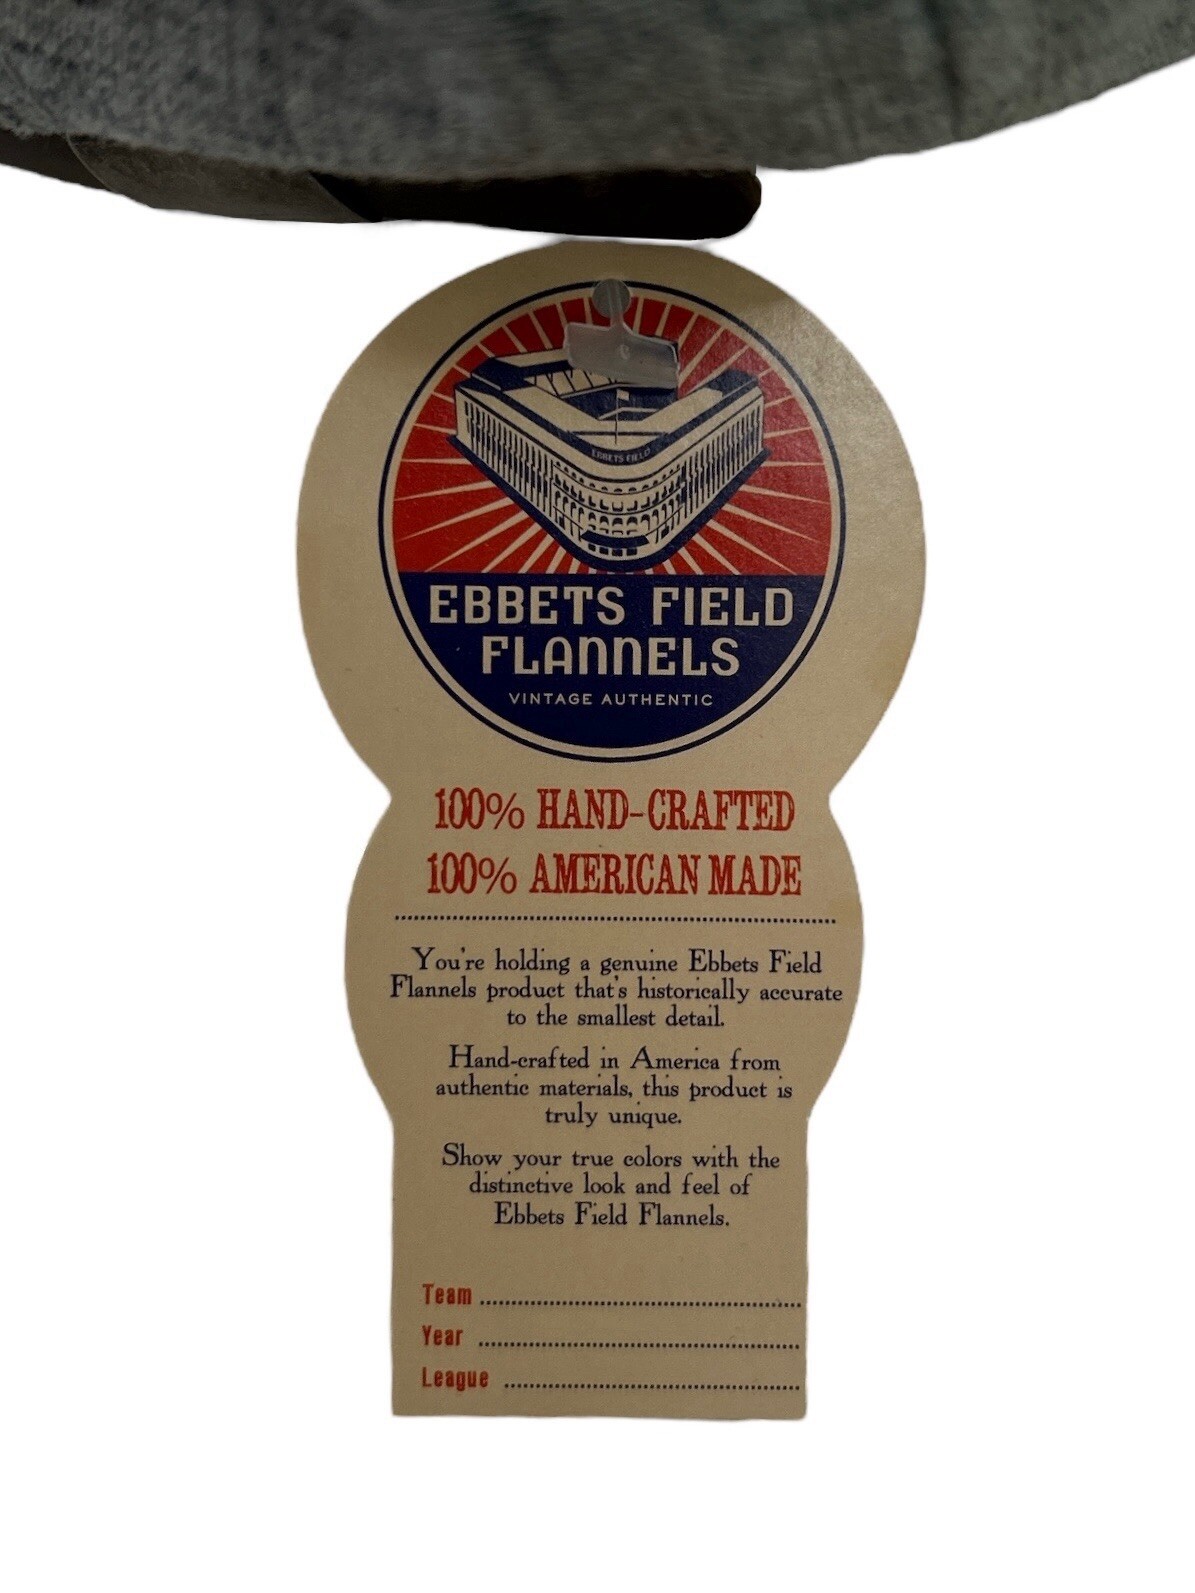 EBBETS FIELD
EBBETS FIELD
FLANNELS
VINTAGE AUTHENTIC
100% HAND-CRAFTED
100% AMERICAN MADE
You're holding a genuine Ebbets Field
Flannels product that's historically accurate
to the smallest detail.
Hand-crafted in America from
authentic materials, this product is
truly unique.
Show your true colors with the
distinctive look and feel of
Ebbets Field Flannels.
Team
Year
League